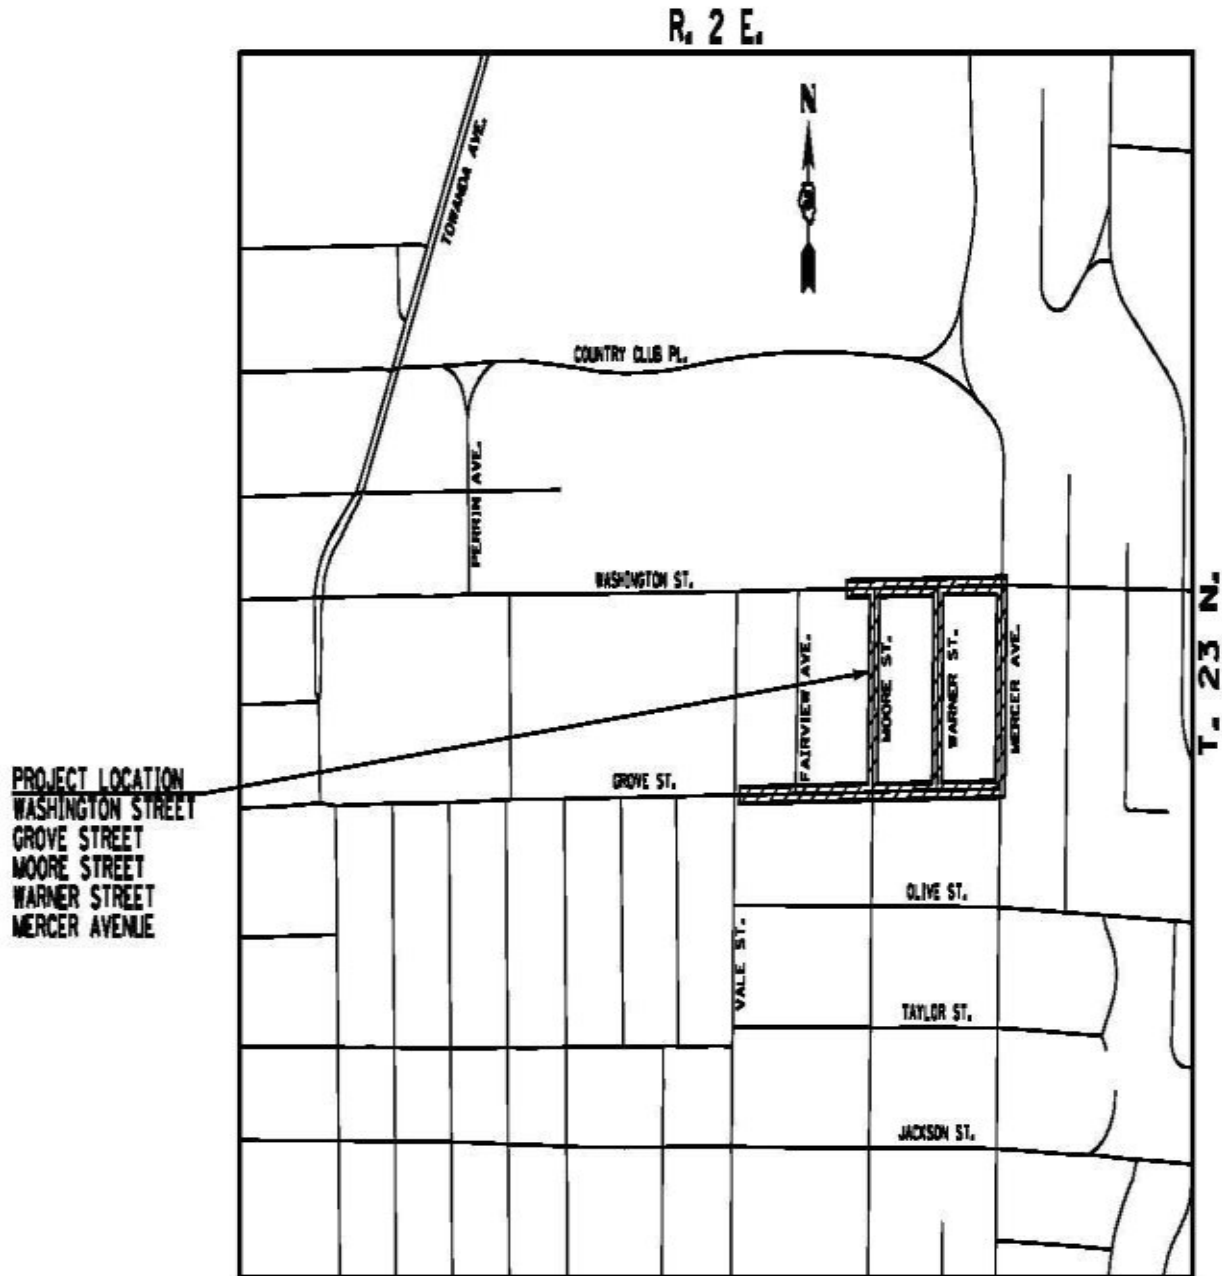 R. 2 E.
N
TOWANDA AVE.
COUNTRY CLUB PL.
PERRIN AVE.
WASHINGTON ST.
T. 23 N.
FAIRVIEW AVE.
MOORE ST.
WARNER ST.
MERCER AVE.
GROVE ST.
PROJECT LOCATION
WASHINGTON STREET
GROVE STREET
MOORE STREET
WARNER STREET
MERCER AVENUE
OLIVE ST.
VALE ST.
TAYLOR ST.
JACKSON ST.